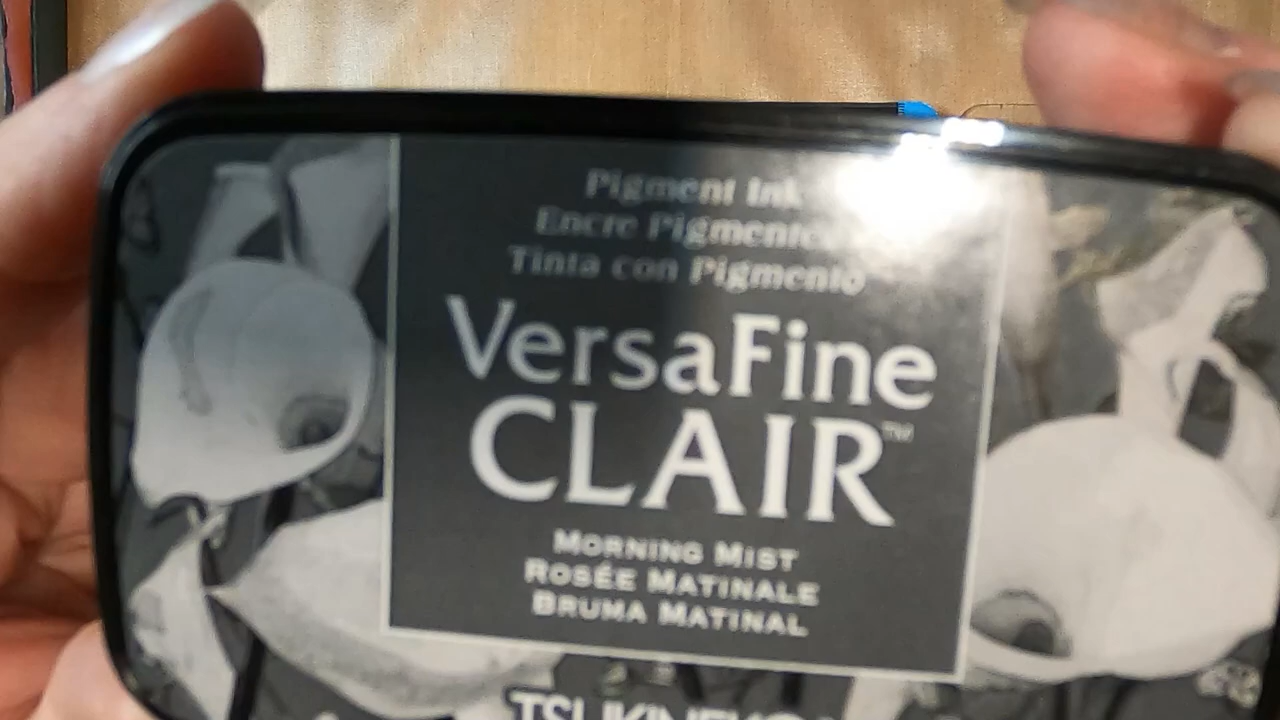 Pigment Ink
Encre Pigmentée
Tinta con Pigmento
VersaFine
CLAIR™
MORNING MIST
ROSÉE MATINALE
BRUMA MATINAL